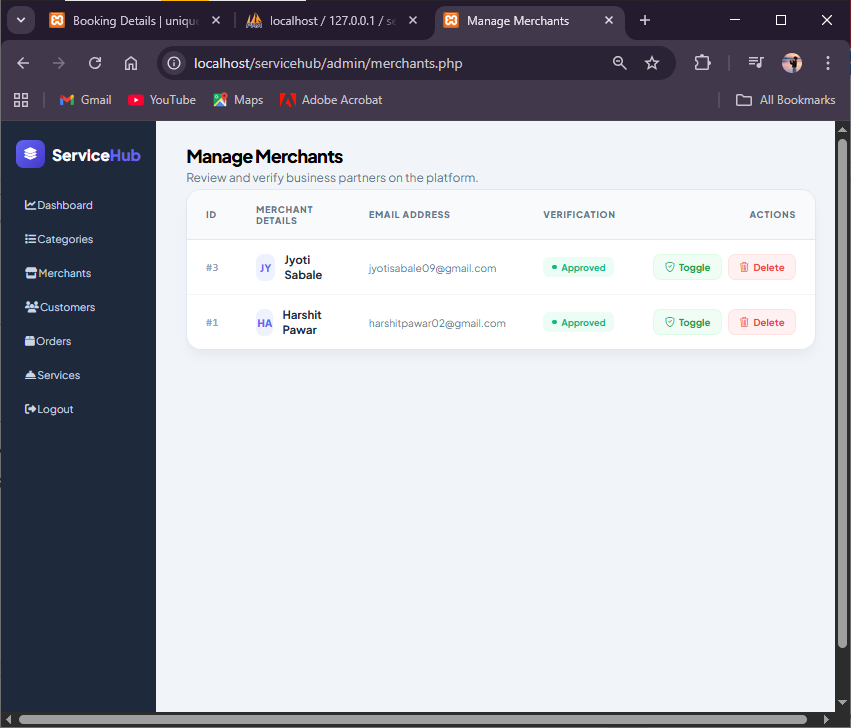 Booking Details | unique
localhost / 127.0.0.1 / se
Manage Merchants
localhost/servicehub/admin/merchants.php
Gmail
YouTube
Maps
Adobe Acrobat
All Bookmarks
ServiceHub
Dashboard
Categories
Merchants
Customers
Orders
Services
Logout
Manage Merchants
Review and verify business partners on the platform.
ID
MERCHANT
DETAILS
EMAIL ADDRESS
VERIFICATION
ACTIONS
#3
JY
Jyoti
Sabale
jyotisabale09@gmail.com
Approved
Toggle
Delete
#1
HA
Harshit
Pawar
harshitpawar02@gmail.com
Approved
Toggle
Delete